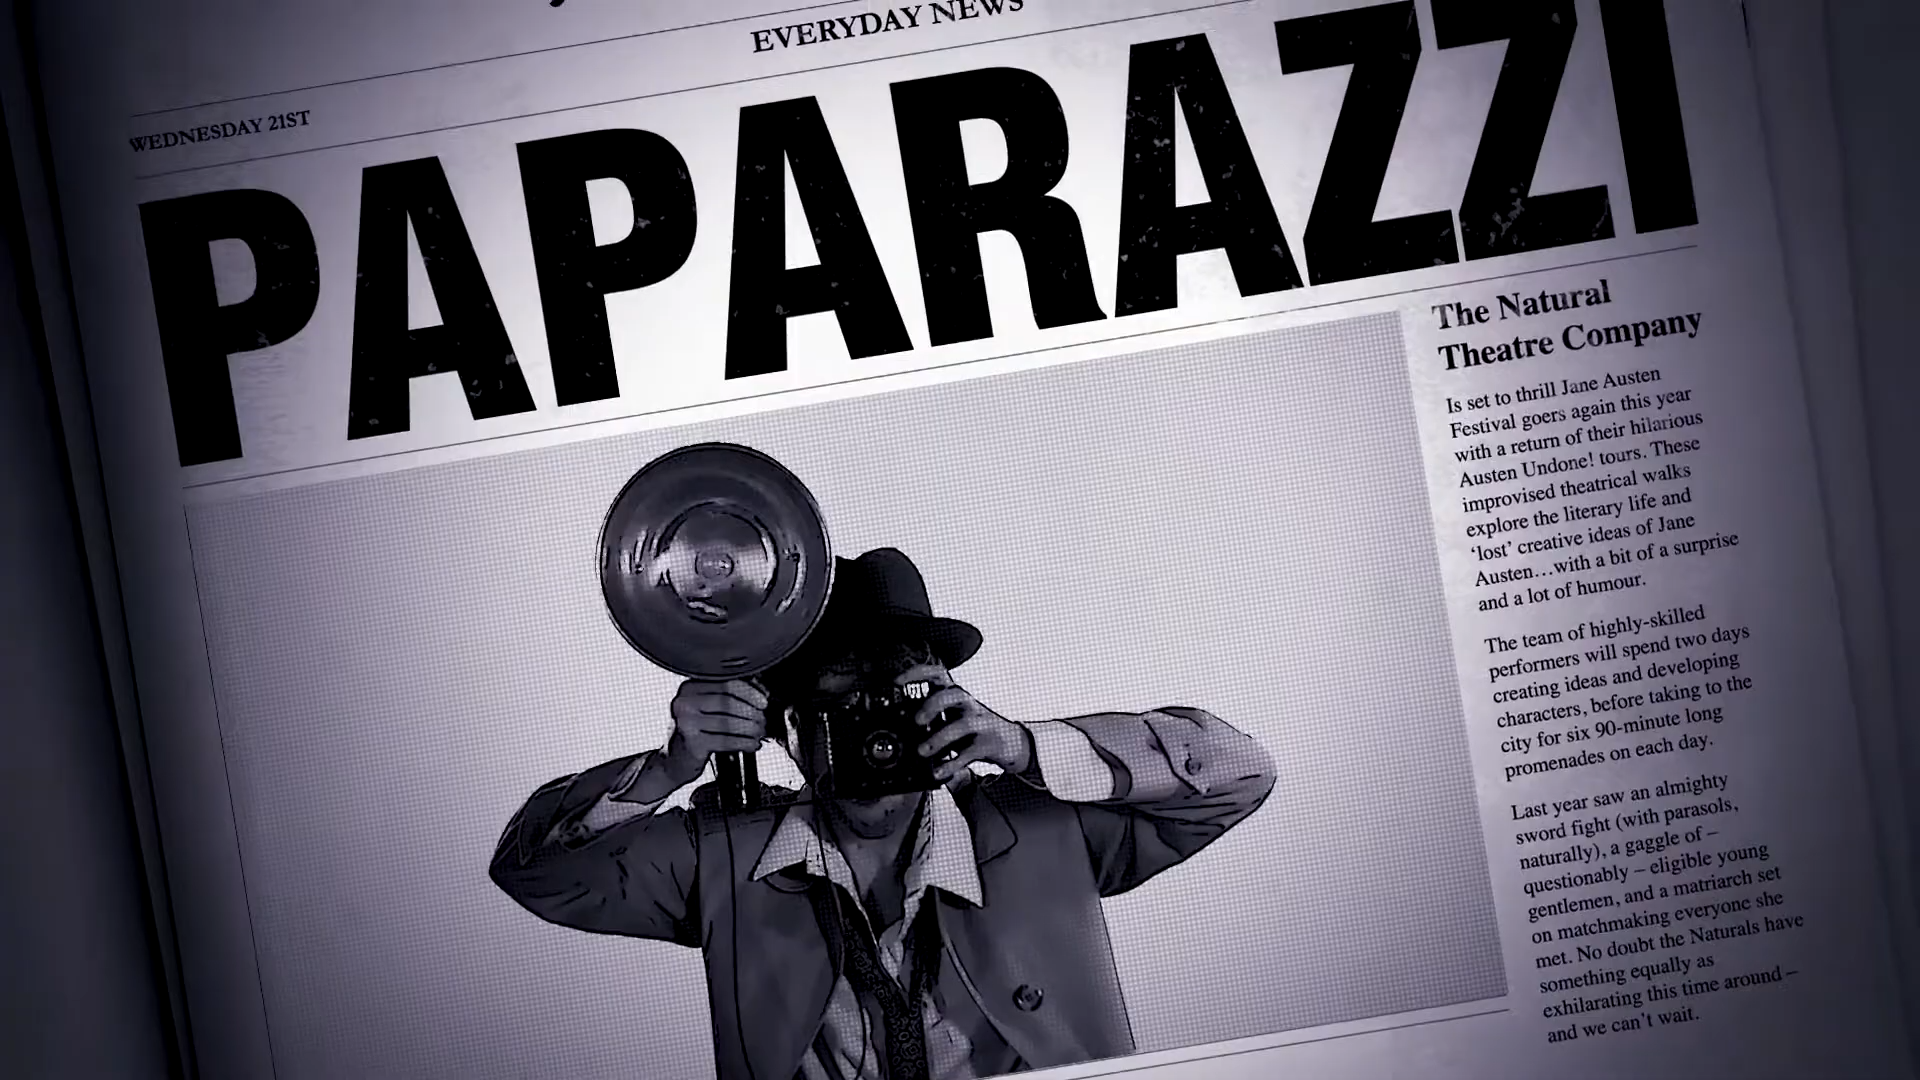 EVERYDAY NEWS
WEDNESDAY 21ST
PAPARAZZI
The Natural
Theatre Company
Is set to thrill Jane Austen
Festival goers again this year
with a return of their hilarious
Austen Undone! tours. These
improvised theatrical walks
explore the literary life and
‘lost’ creative ideas of Jane
Austen…with a bit of a surprise
and a lot of humour.
The team of highly-skilled
performers will spend two days
creating ideas and developing
characters, before taking to the
city for six 90-minute long
promenades on each day.
Last year saw an almighty
sword fight (with parasols,
naturally), a gaggle of –
questionably – eligible young
gentlemen, and a matriarch set
on matchmaking everyone she
met. No doubt the Naturals have
something equally as
exhilarating this time around –
and we can’t wait.